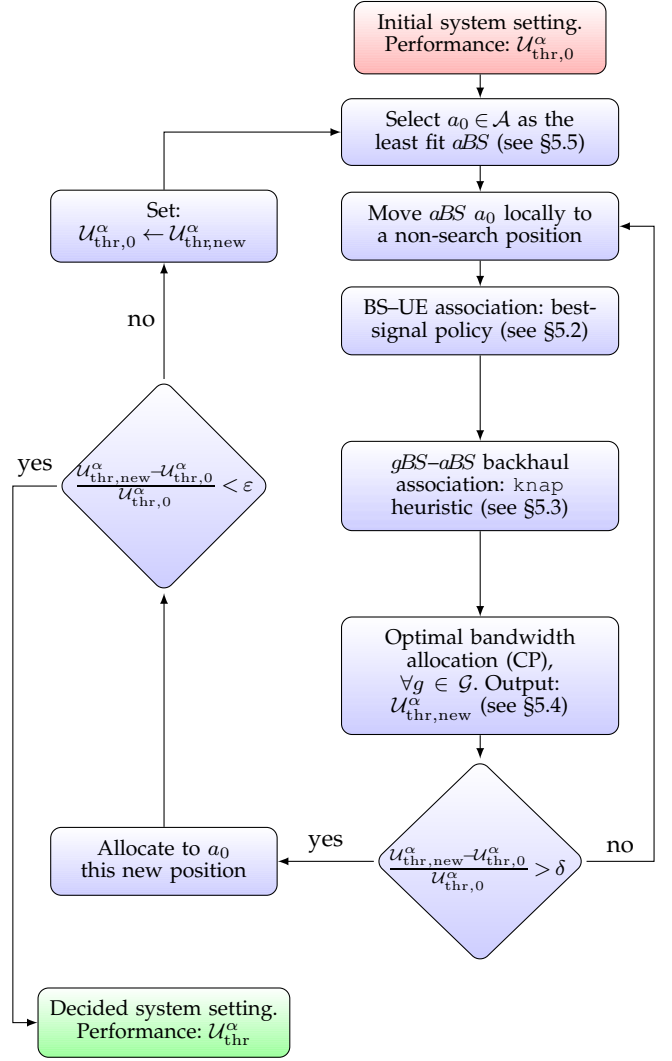 Initial system setting.
Performance: 𝒰^α_thr,0
Select a₀ ∈ 𝒜 as the
least fit aBS (see §5.5)
Move aBS a₀ locally to
a non-search position
BS–UE association: best-
signal policy (see §5.2)
gBS–aBS backhaul
association: knap
heuristic (see §5.3)
Optimal bandwidth
allocation (CP),
∀g ∈ 𝒢. Output:
𝒰^α_thr,new (see §5.4)
(𝒰^α_thr,new–𝒰^α_thr,0)/𝒰^α_thr,0 > δ
no
yes
Allocate to a₀
this new position
(𝒰^α_thr,new–𝒰^α_thr,0)/𝒰^α_thr,0 < ε
no
Set:
𝒰^α_thr,0 ← 𝒰^α_thr,new
yes
Decided system setting.
Performance: 𝒰^α_thr